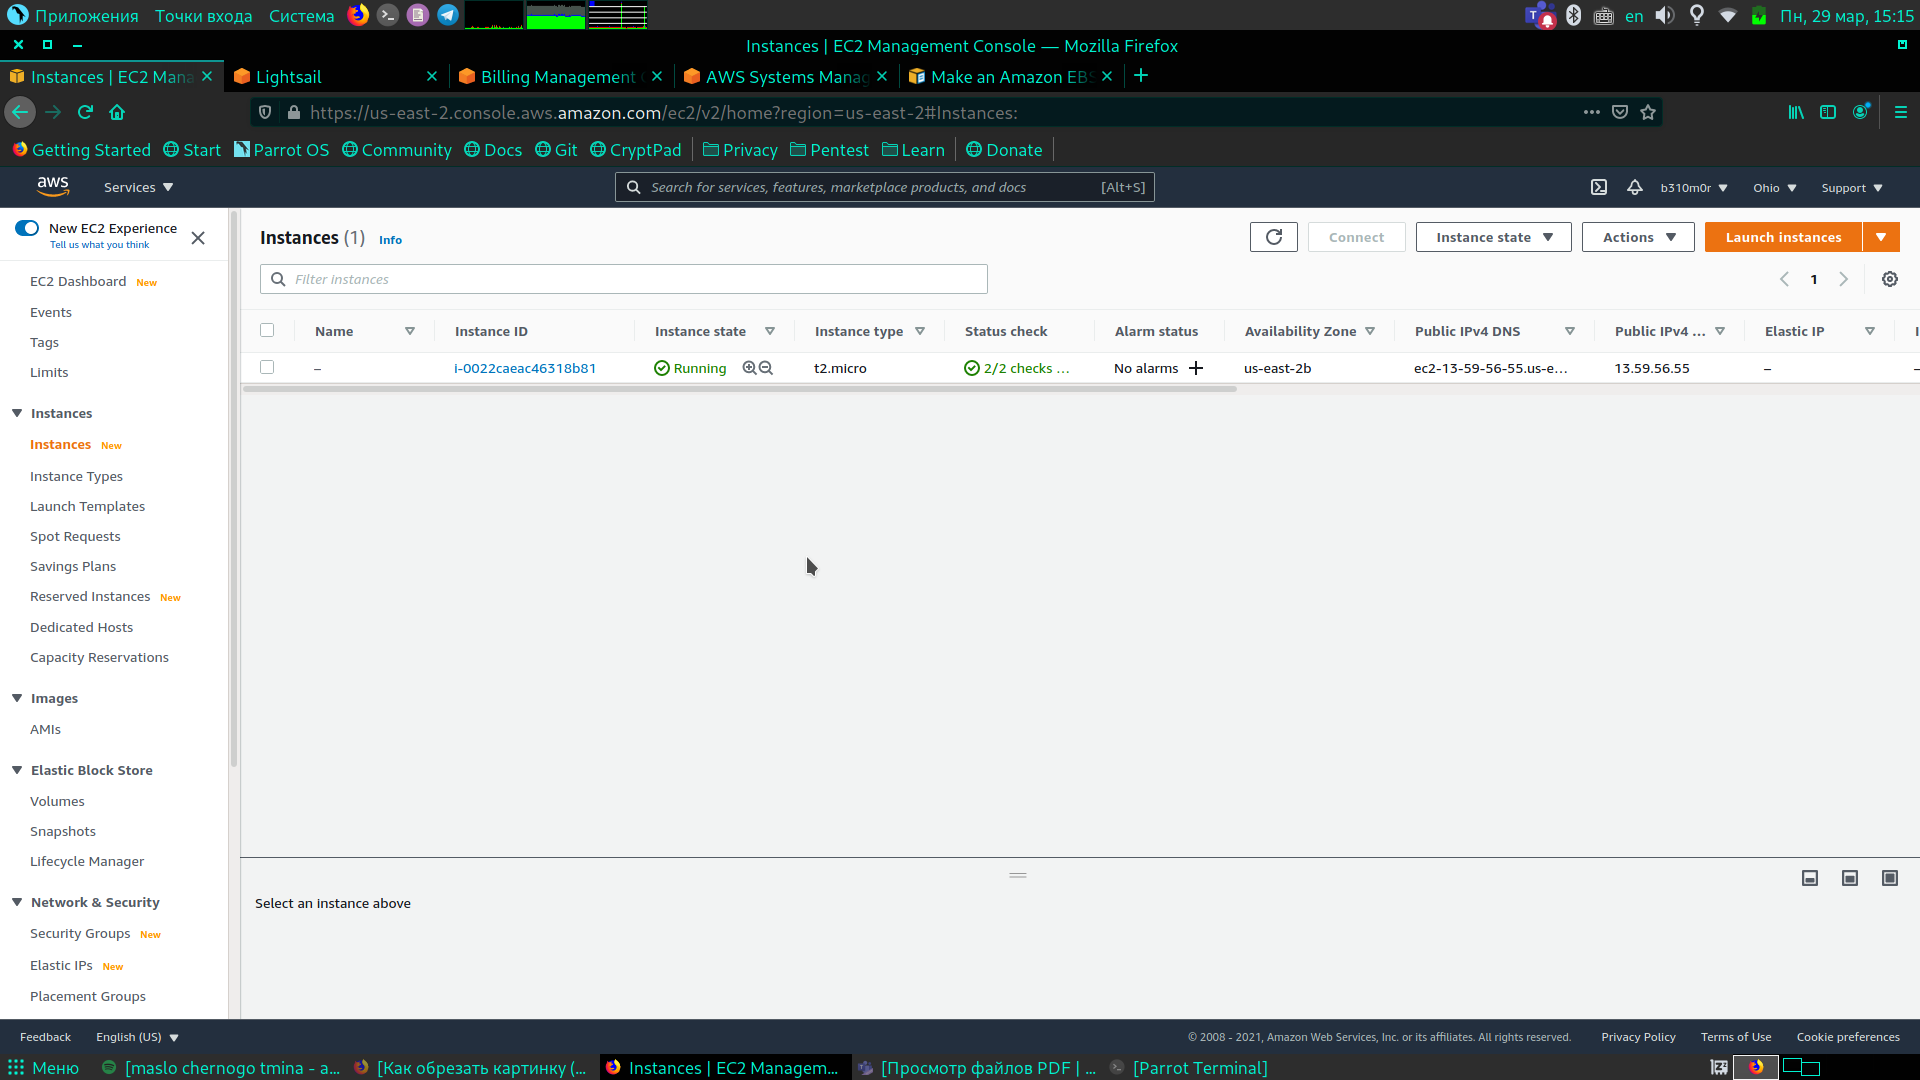 Приложения Точки входа Система en Пн, 29 мар, 15:15
Instances | EC2 Management Console — Mozilla Firefox
Instances | EC2 Mana Lightsail Billing Management AWS Systems Manag Make an Amazon EBS
https://us-east-2.console.aws.amazon.com/ec2/v2/home?region=us-east-2#Instances:
Getting Started Start Parrot OS Community Docs Git CryptPad Privacy Pentest Learn Donate
aws Services Search for services, features, marketplace products, and docs [Alt+S] b310m0r Ohio Support
New EC2 Experience
Tell us what you think
EC2 Dashboard New
Events
Tags
Limits
Instances
Instances New
Instance Types
Launch Templates
Spot Requests
Savings Plans
Reserved Instances New
Dedicated Hosts
Capacity Reservations
Images
AMIs
Elastic Block Store
Volumes
Snapshots
Lifecycle Manager
Network & Security
Security Groups New
Elastic IPs New
Placement Groups
Instances (1) Info Connect Instance state Actions Launch instances
Filter instances 1
Name Instance ID Instance state Instance type Status check Alarm status Availability Zone Public IPv4 DNS Public IPv4 ... Elastic IP
– i-0022caeac46318b81 Running t2.micro 2/2 checks ... No alarms + us-east-2b ec2-13-59-56-55.us-e... 13.59.56.55 –
Select an instance above
Feedback English (US) © 2008 - 2021, Amazon Web Services, Inc. or its affiliates. All rights reserved. Privacy Policy Terms of Use Cookie preferences
Меню [maslo chernogo tmina - a... [Как обрезать картинку (... Instances | EC2 Managem... [Просмотр файлов PDF | ... [Parrot Terminal]